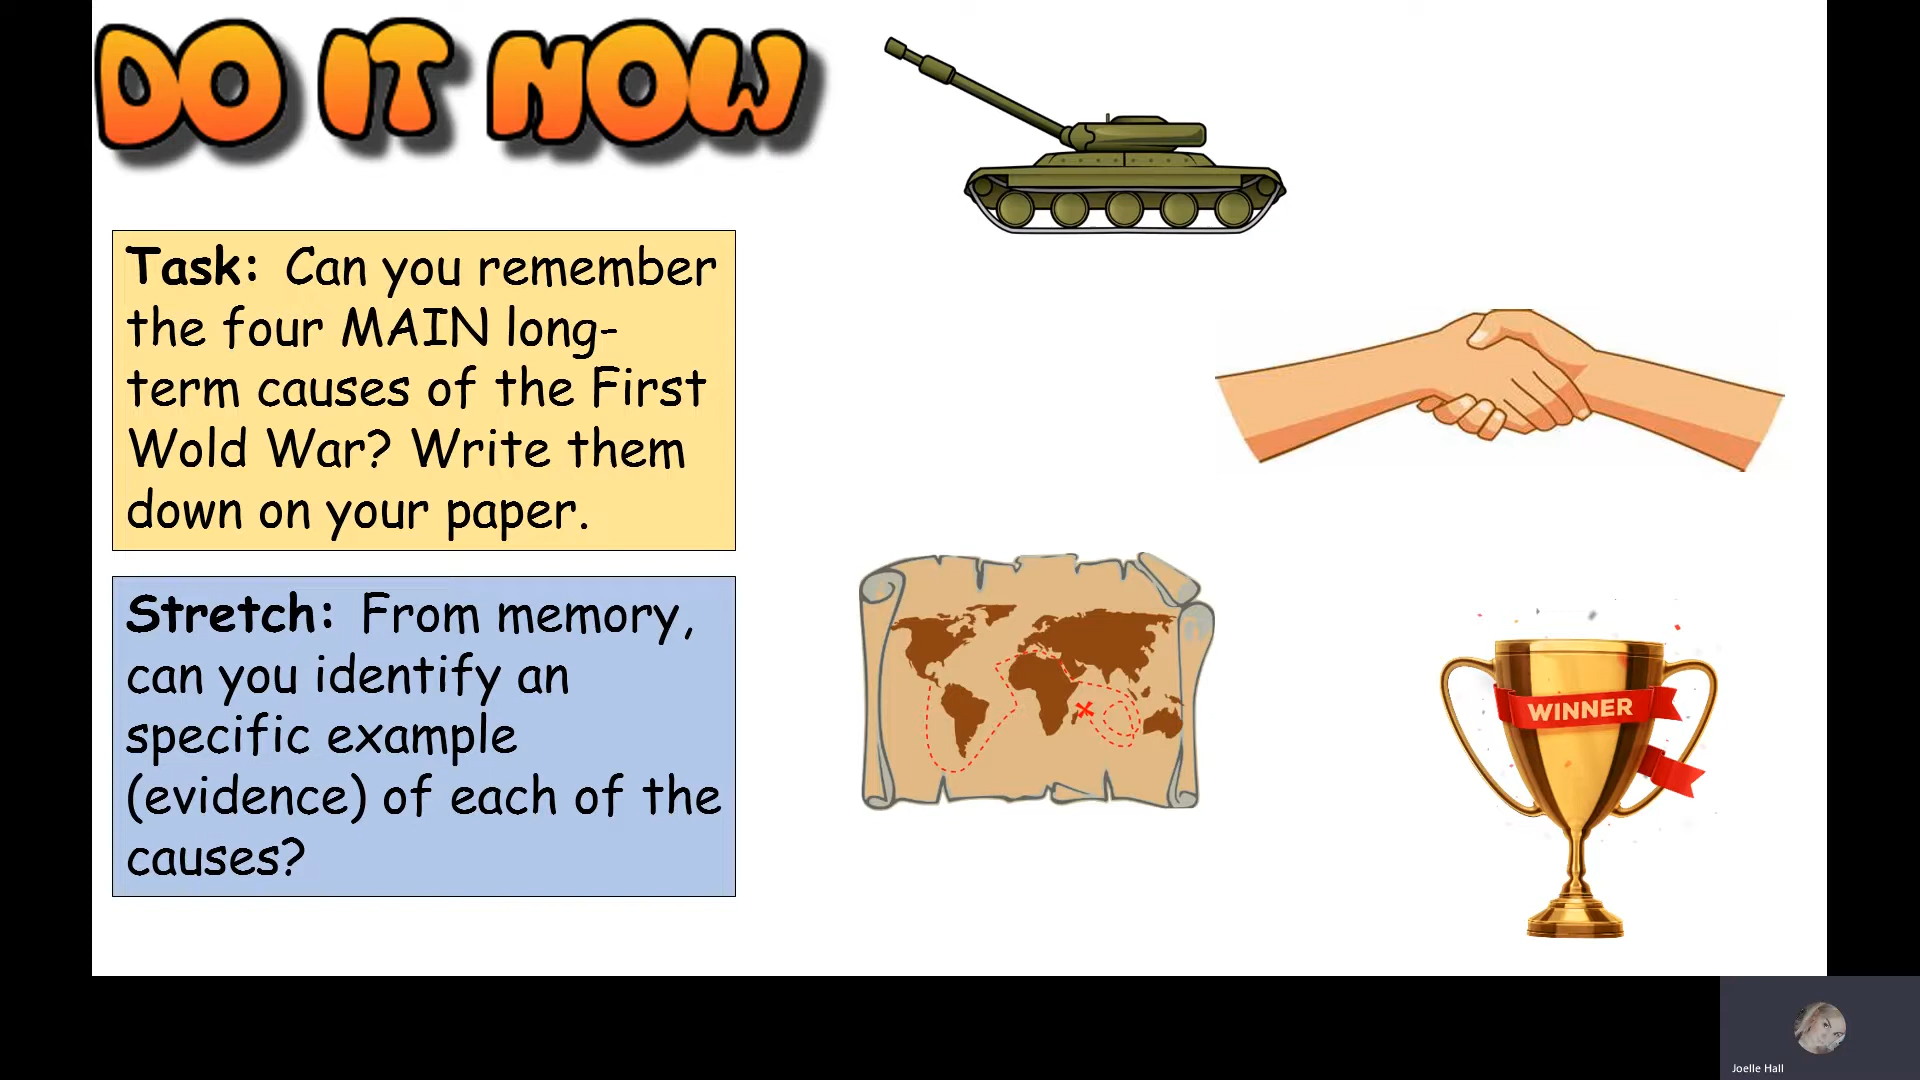 DO IT NOW
Task: Can you remember
the four MAIN long-
term causes of the First
Wold War? Write them
down on your paper.
Stretch: From memory,
can you identify an
specific example
(evidence) of each of the
causes?
WINNER
Joelle Hall